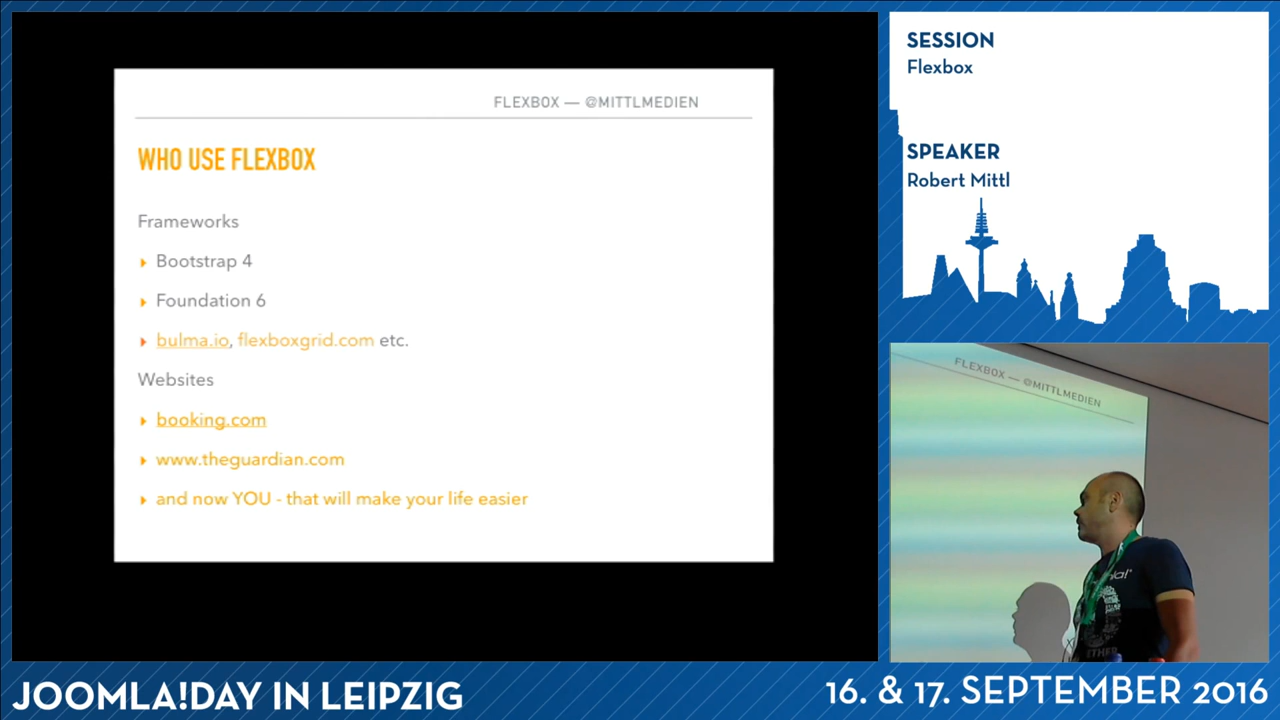 FLEXBOX — @MITTLMEDIEN
WHO USE FLEXBOX
Frameworks
Bootstrap 4
Foundation 6
bulma.io, flexboxgrid.com etc.
Websites
booking.com
www.theguardian.com
and now YOU - that will make your life easier
SESSION
Flexbox
SPEAKER
Robert Mittl
FLEXBOX — @MITTLMEDIEN
JOOMLA!DAY IN LEIPZIG
16. & 17. SEPTEMBER 2016